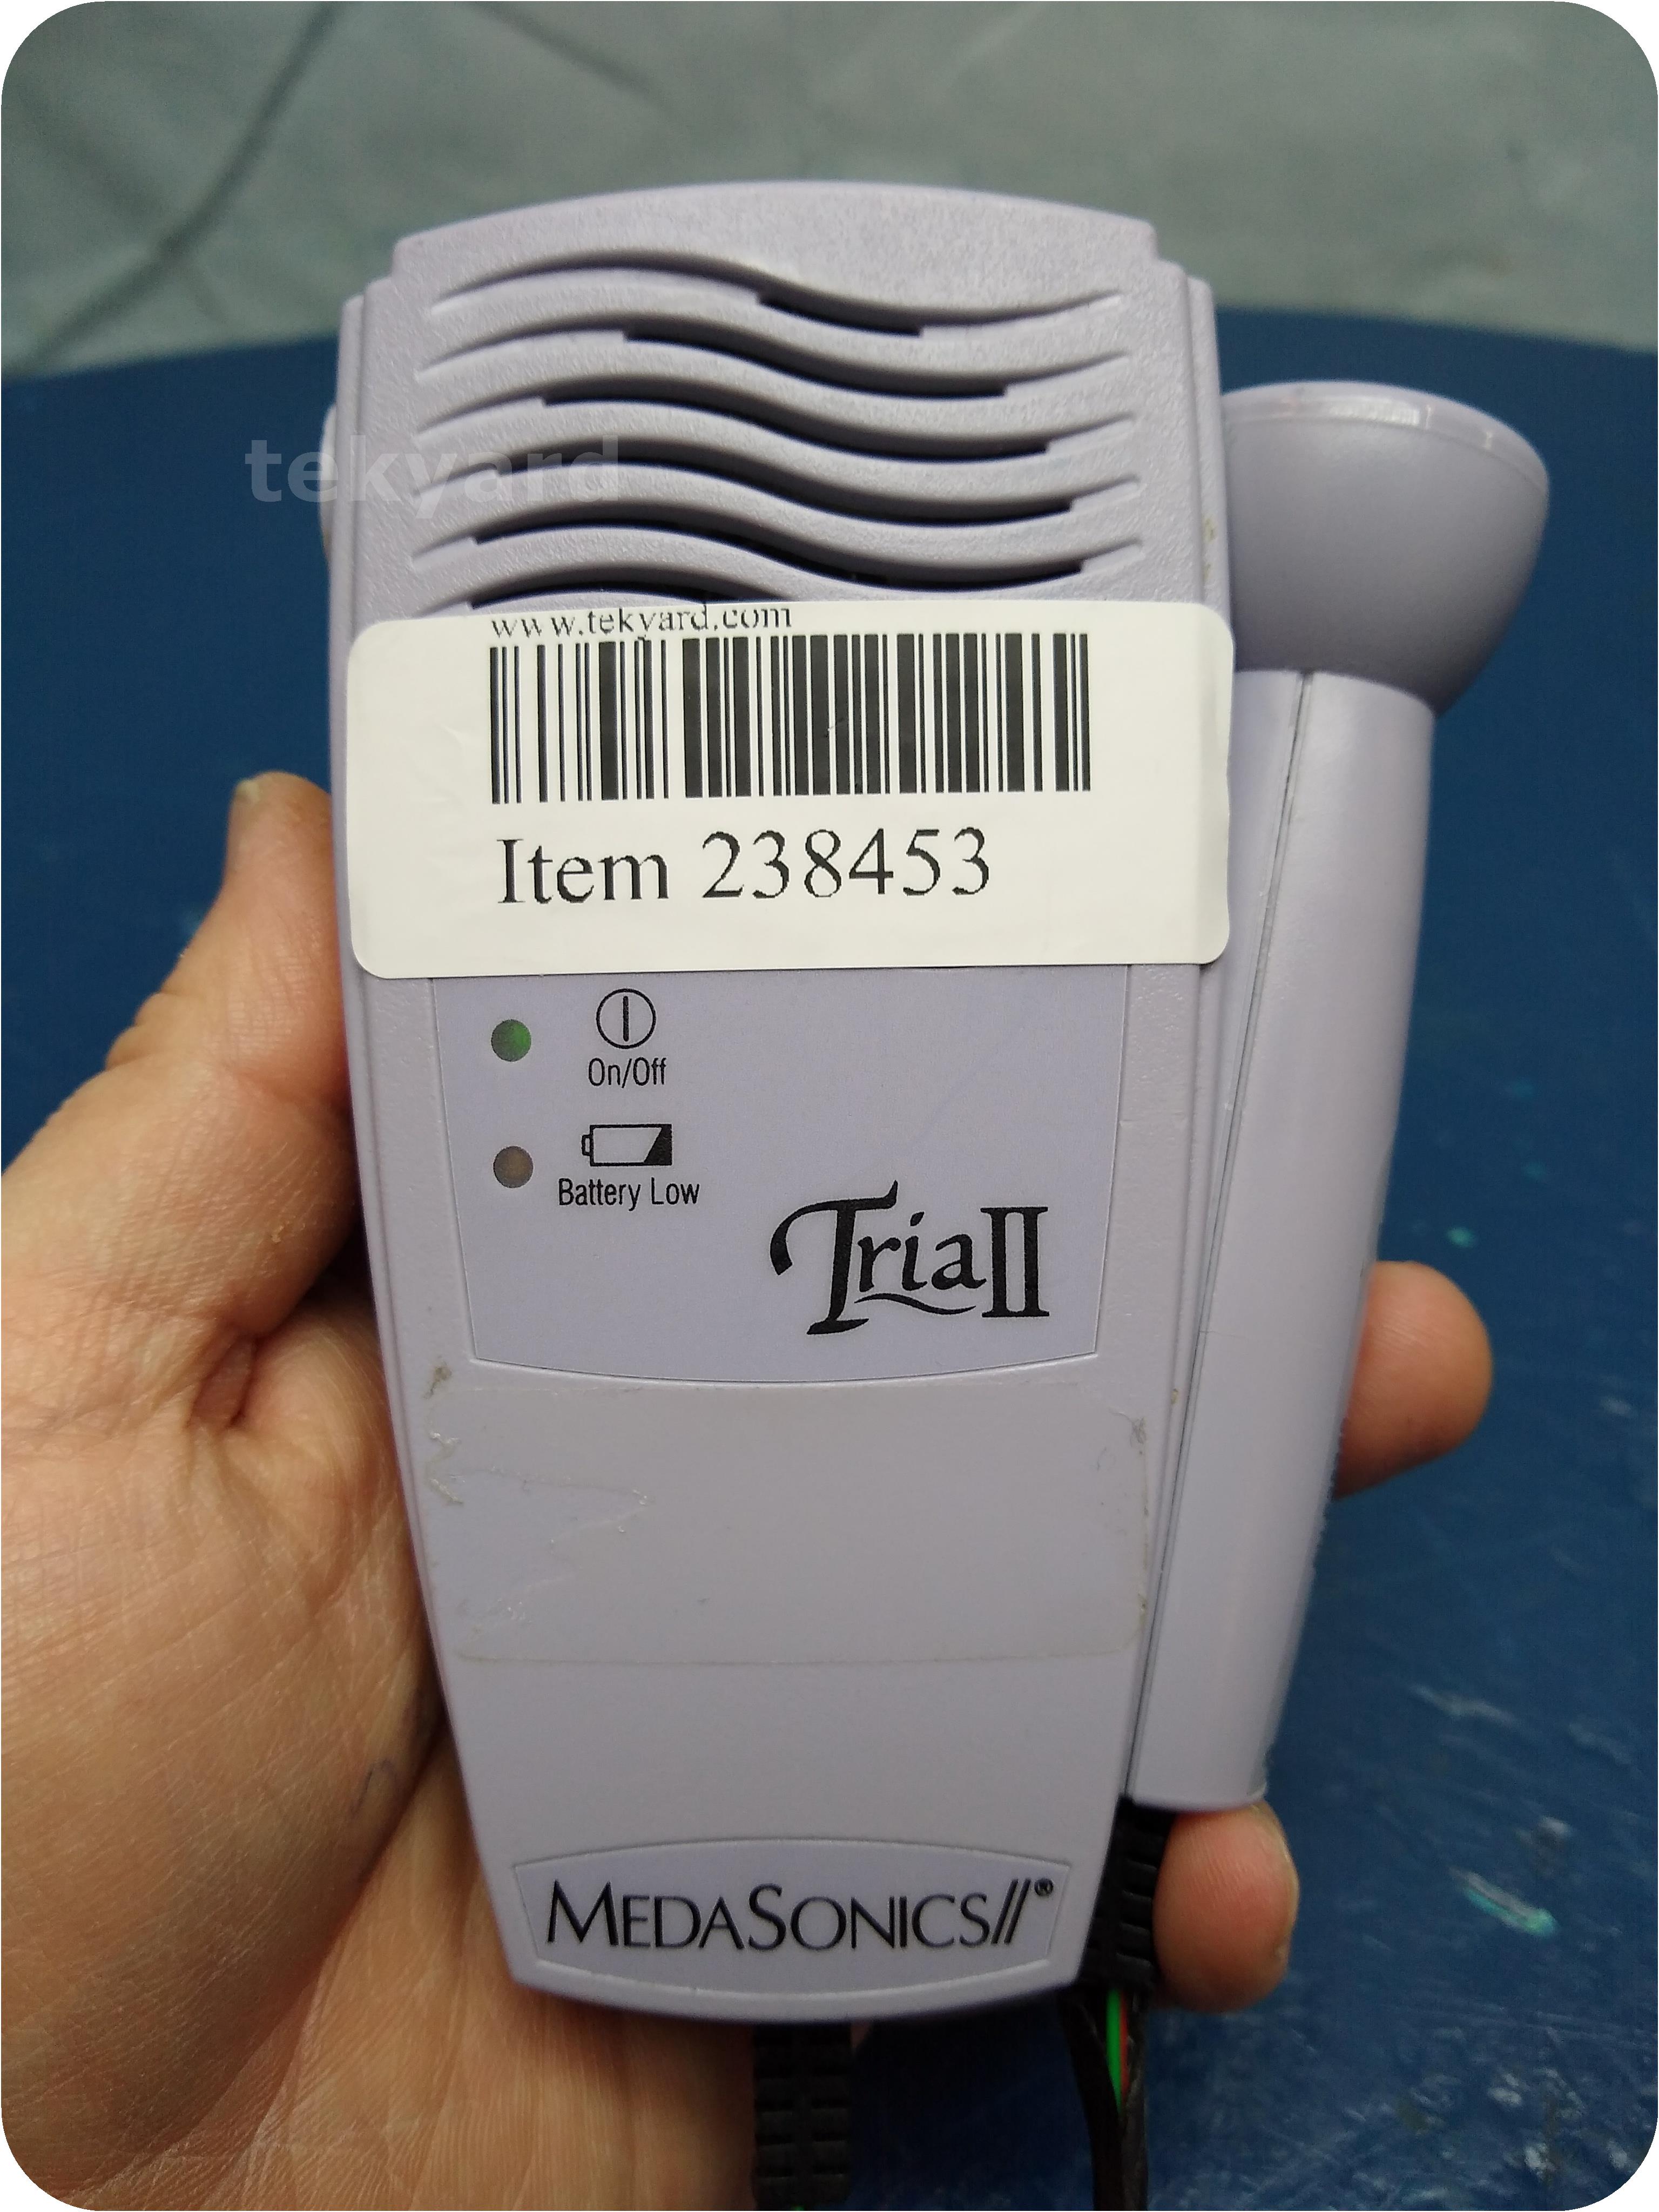 tekyard
www.tekyard.com
Item 238453
On/Off
Battery Low
Tria II
MEDASONICS//®